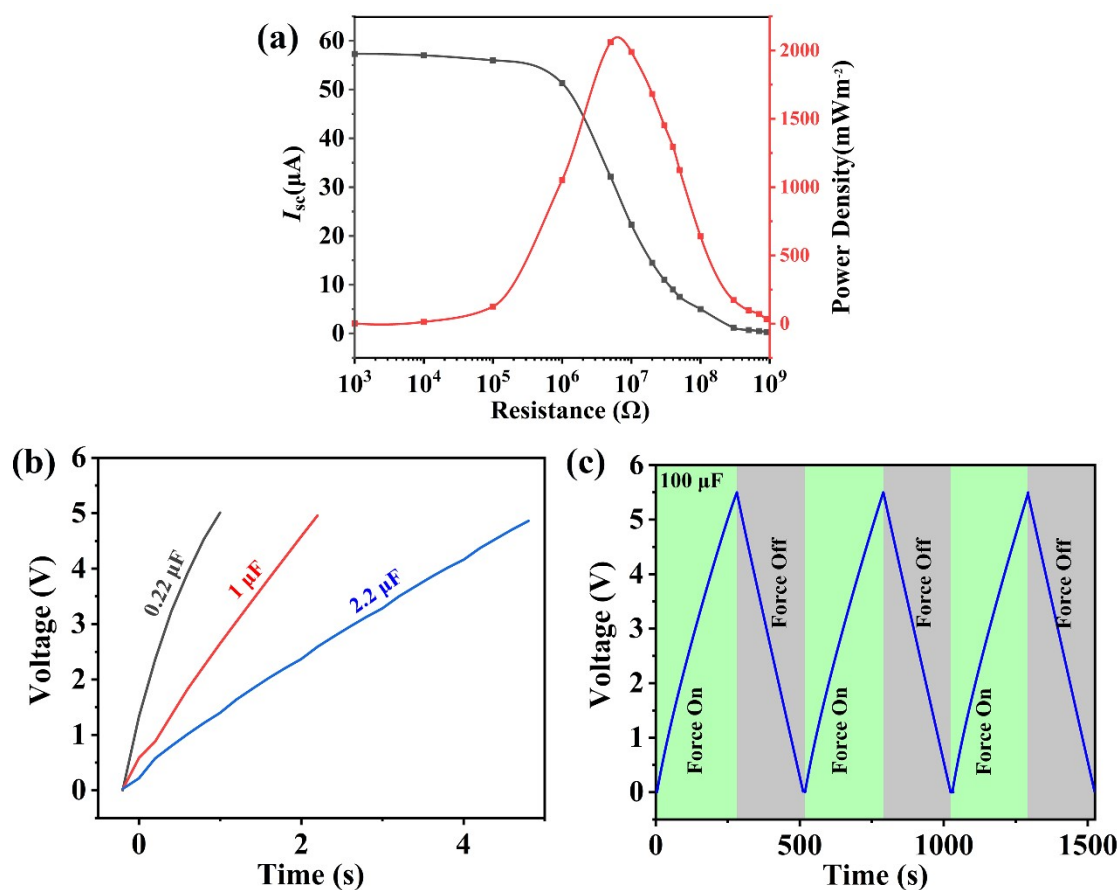 (a)
60
50
40
30
20
10
0
Isc(μA)
2000
1500
1000
500
0
Power Density(mWm⁻²)
10³ 10⁴ 10⁵ 10⁶ 10⁷ 10⁸ 10⁹
Resistance (Ω)
(b)
6
5
4
3
2
1
0
Voltage (V)
0.22 μF
1 μF
2.2 μF
0 2 4
Time (s)
(c)
6
5
4
3
2
1
0
Voltage (V)
100 μF
Force On
Force Off
Force On
Force Off
Force On
Force Off
0 500 1000 1500
Time (s)